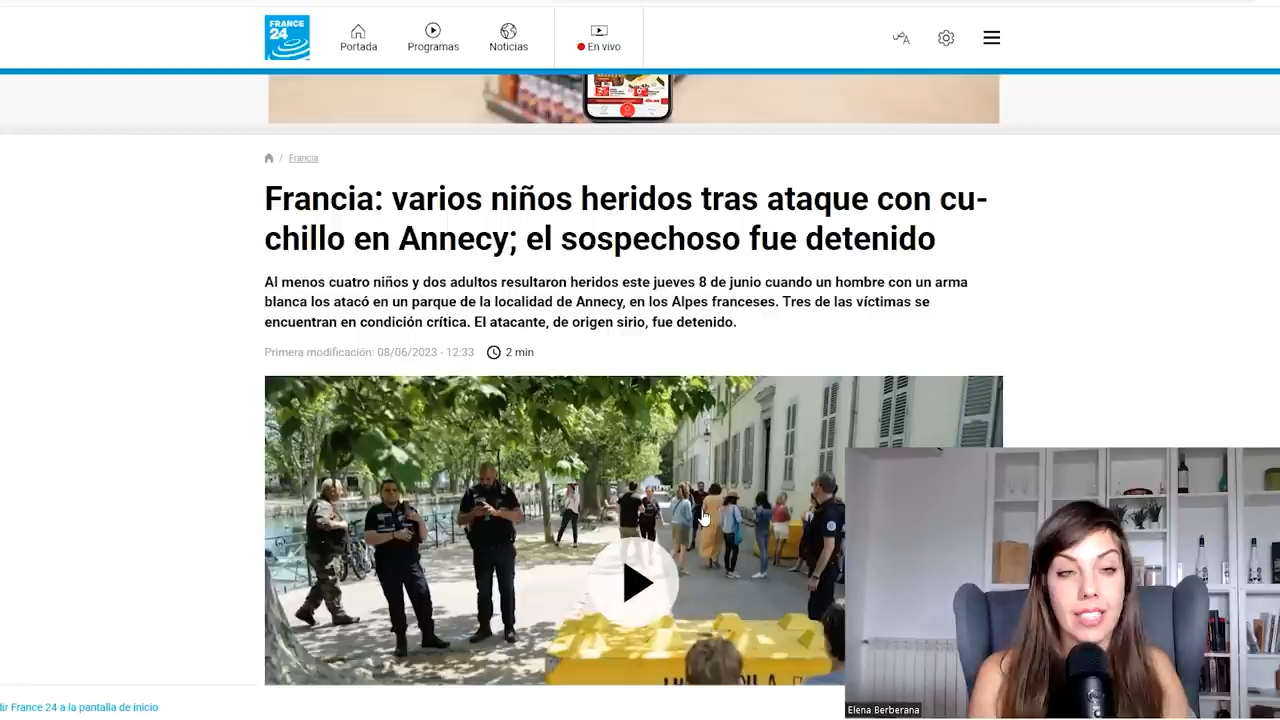 FRANCE
24
Portada
Programas
Noticias
En vivo
Francia
Francia: varios niños heridos tras ataque con cu-
chillo en Annecy; el sospechoso fue detenido
Al menos cuatro niños y dos adultos resultaron heridos este jueves 8 de junio cuando un hombre con un arma
blanca los atacó en un parque de la localidad de Annecy, en los Alpes franceses. Tres de las víctimas se
encuentran en condición crítica. El atacante, de origen sirio, fue detenido.
Primera modificación: 08/06/2023 - 12:33
2 min
dir France 24 a la pantalla de inicio
Elena Berberana